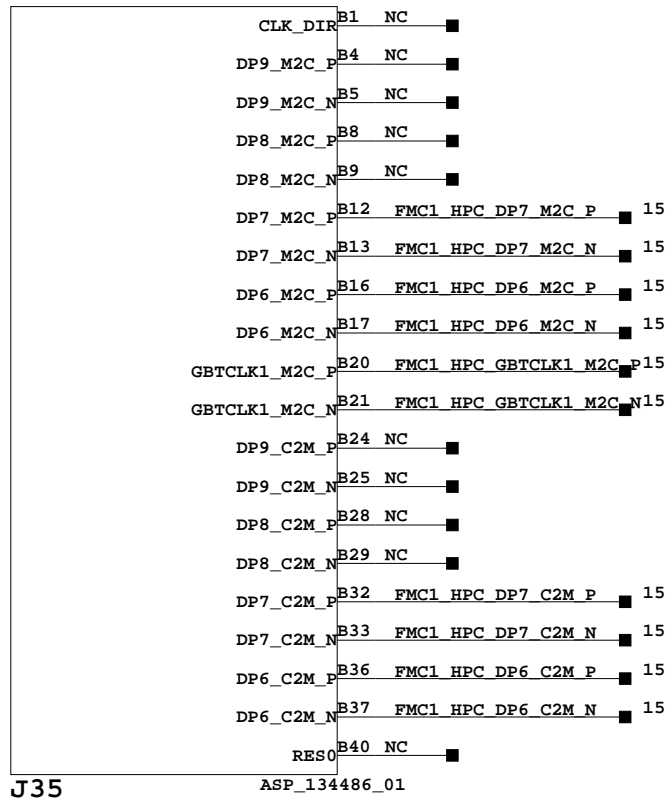 CLK_DIR B1 NC
DP9_M2C_P B4 NC
DP9_M2C_N B5 NC
DP8_M2C_P B8 NC
DP8_M2C_N B9 NC
DP7_M2C_P B12 FMC1_HPC_DP7_M2C_P 15
DP7_M2C_N B13 FMC1_HPC_DP7_M2C_N 15
DP6_M2C_P B16 FMC1_HPC_DP6_M2C_P 15
DP6_M2C_N B17 FMC1_HPC_DP6_M2C_N 15
GBTCLK1_M2C_P B20 FMC1_HPC_GBTCLK1_M2C_P 15
GBTCLK1_M2C_N B21 FMC1_HPC_GBTCLK1_M2C_N 15
DP9_C2M_P B24 NC
DP9_C2M_N B25 NC
DP8_C2M_P B28 NC
DP8_C2M_N B29 NC
DP7_C2M_P B32 FMC1_HPC_DP7_C2M_P 15
DP7_C2M_N B33 FMC1_HPC_DP7_C2M_N 15
DP6_C2M_P B36 FMC1_HPC_DP6_C2M_P 15
DP6_C2M_N B37 FMC1_HPC_DP6_C2M_N 15
RES0 B40 NC
J35 ASP_134486_01